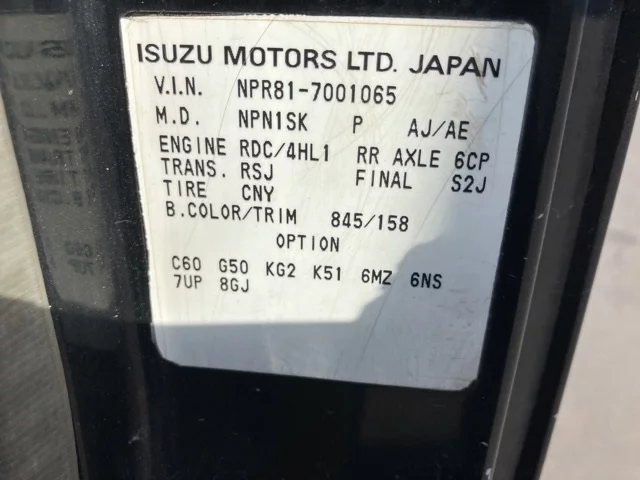 ISUZU MOTORS LTD. JAPAN
V.I.N. NPR81-7001065
M.D. NPN1SK P AJ/AE
ENGINE RDC/4HL1 RR AXLE 6CP
TRANS. RSJ FINAL S2J
TIRE CNY
B.COLOR/TRIM 845/158
OPTION
C60 G50 KG2 K51 6MZ 6NS
7UP 8GJ